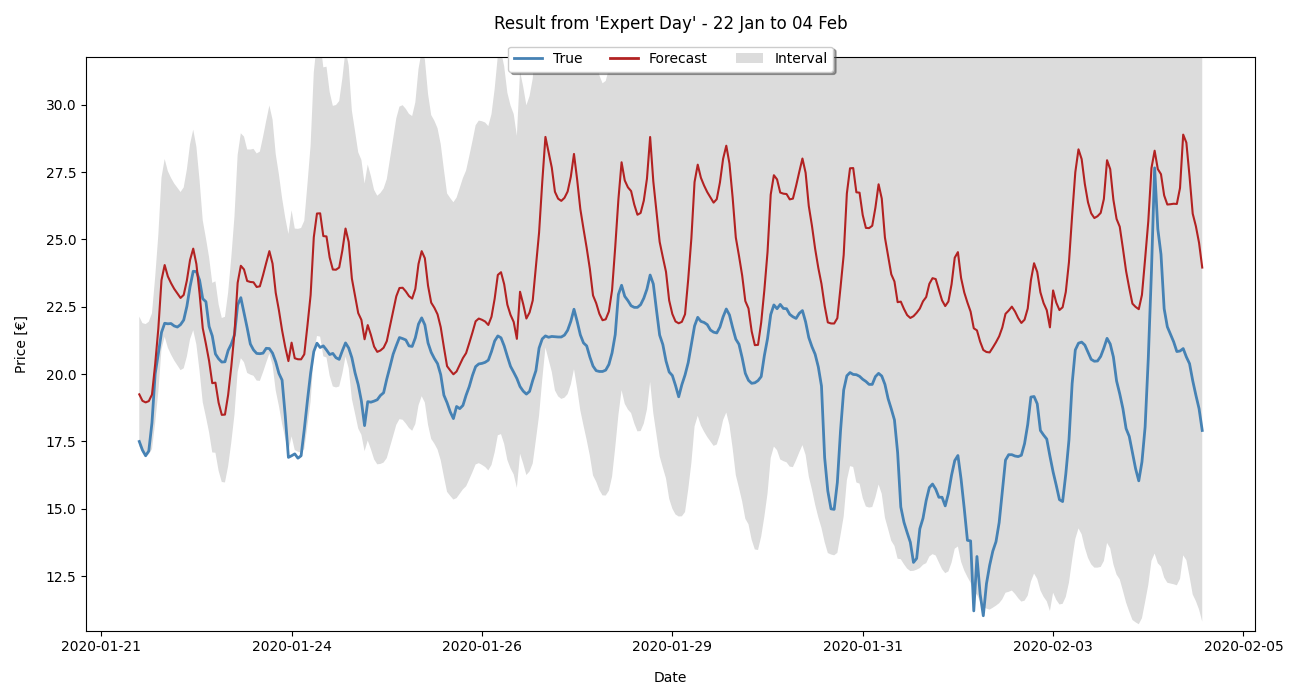 Result from 'Expert Day' - 22 Jan to 04 Feb
True Forecast Interval
30.0
27.5
25.0
22.5
20.0
17.5
15.0
12.5
Price [€]
2020-01-21 2020-01-24 2020-01-26 2020-01-29 2020-01-31 2020-02-03 2020-02-05
Date